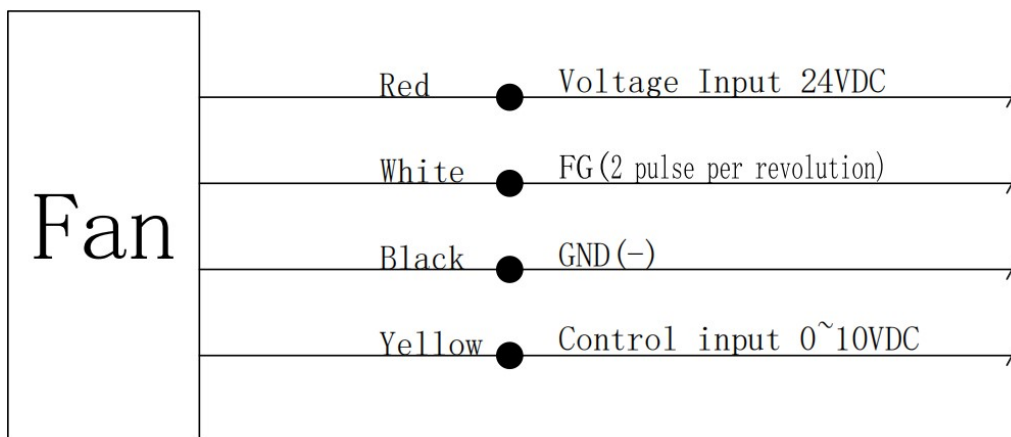 Red Voltage Input 24VDC
White FG(2 pulse per revolution)
Fan
Black GND(-)
Yellow Control input 0~10VDC